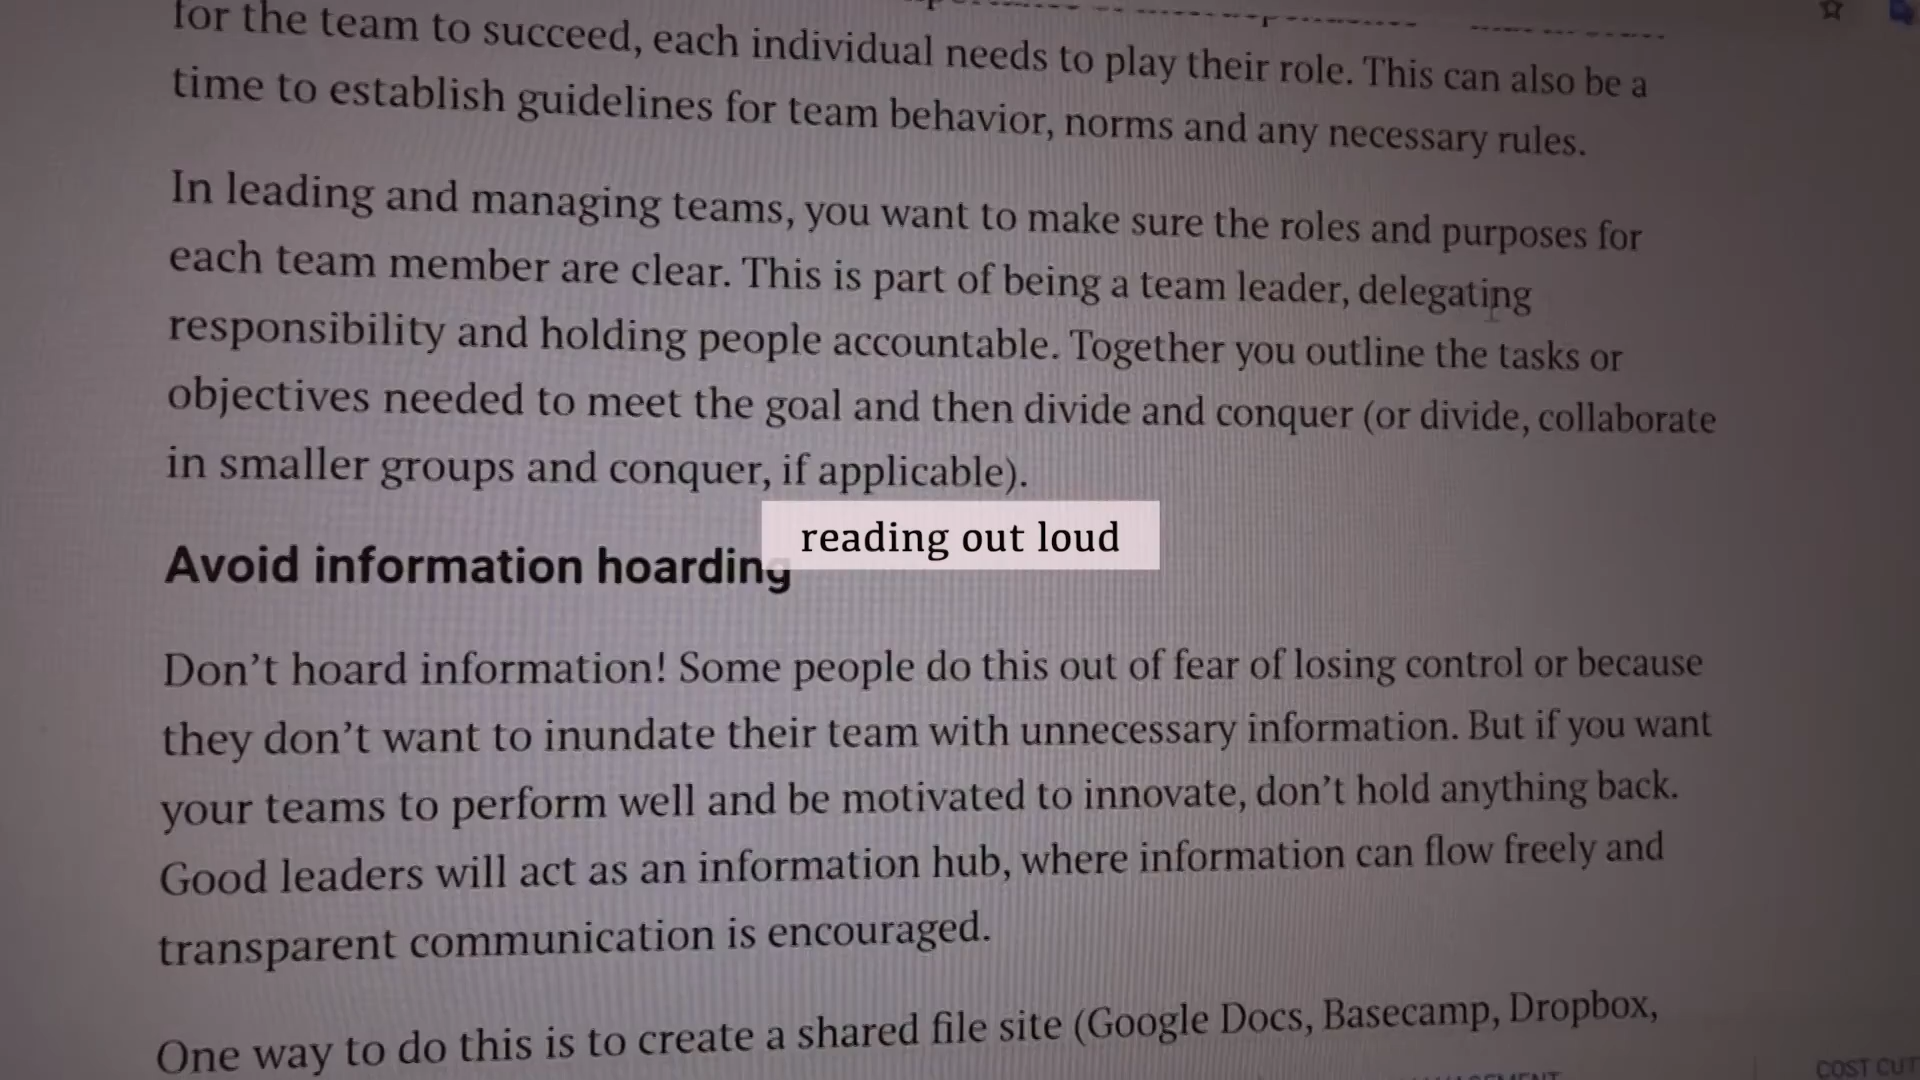 for the team to succeed, each individual needs to play their role. This can also be a
time to establish guidelines for team behavior, norms and any necessary rules.
In leading and managing teams, you want to make sure the roles and purposes for
each team member are clear. This is part of being a team leader, delegating
responsibility and holding people accountable. Together you outline the tasks or
objectives needed to meet the goal and then divide and conquer (or divide, collaborate
in smaller groups and conquer, if applicable).
reading out loud
Avoid information hoarding
Don't hoard information! Some people do this out of fear of losing control or because
they don't want to inundate their team with unnecessary information. But if you want
your teams to perform well and be motivated to innovate, don't hold anything back.
Good leaders will act as an information hub, where information can flow freely and
transparent communication is encouraged.
One way to do this is to create a shared file site (Google Docs, Basecamp, Dropbox,
COST CUT